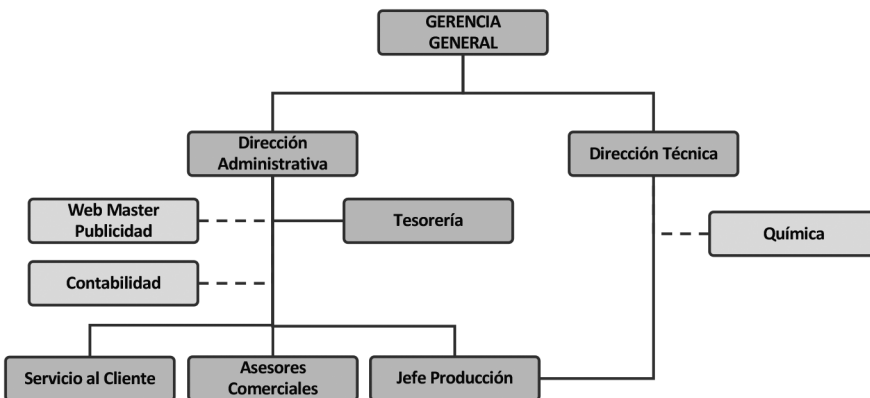 GERENCIA
GENERAL
Dirección
Administrativa
Dirección Técnica
Web Master
Publicidad
Tesorería
Química
Contabilidad
Servicio al Cliente
Asesores
Comerciales
Jefe Producción